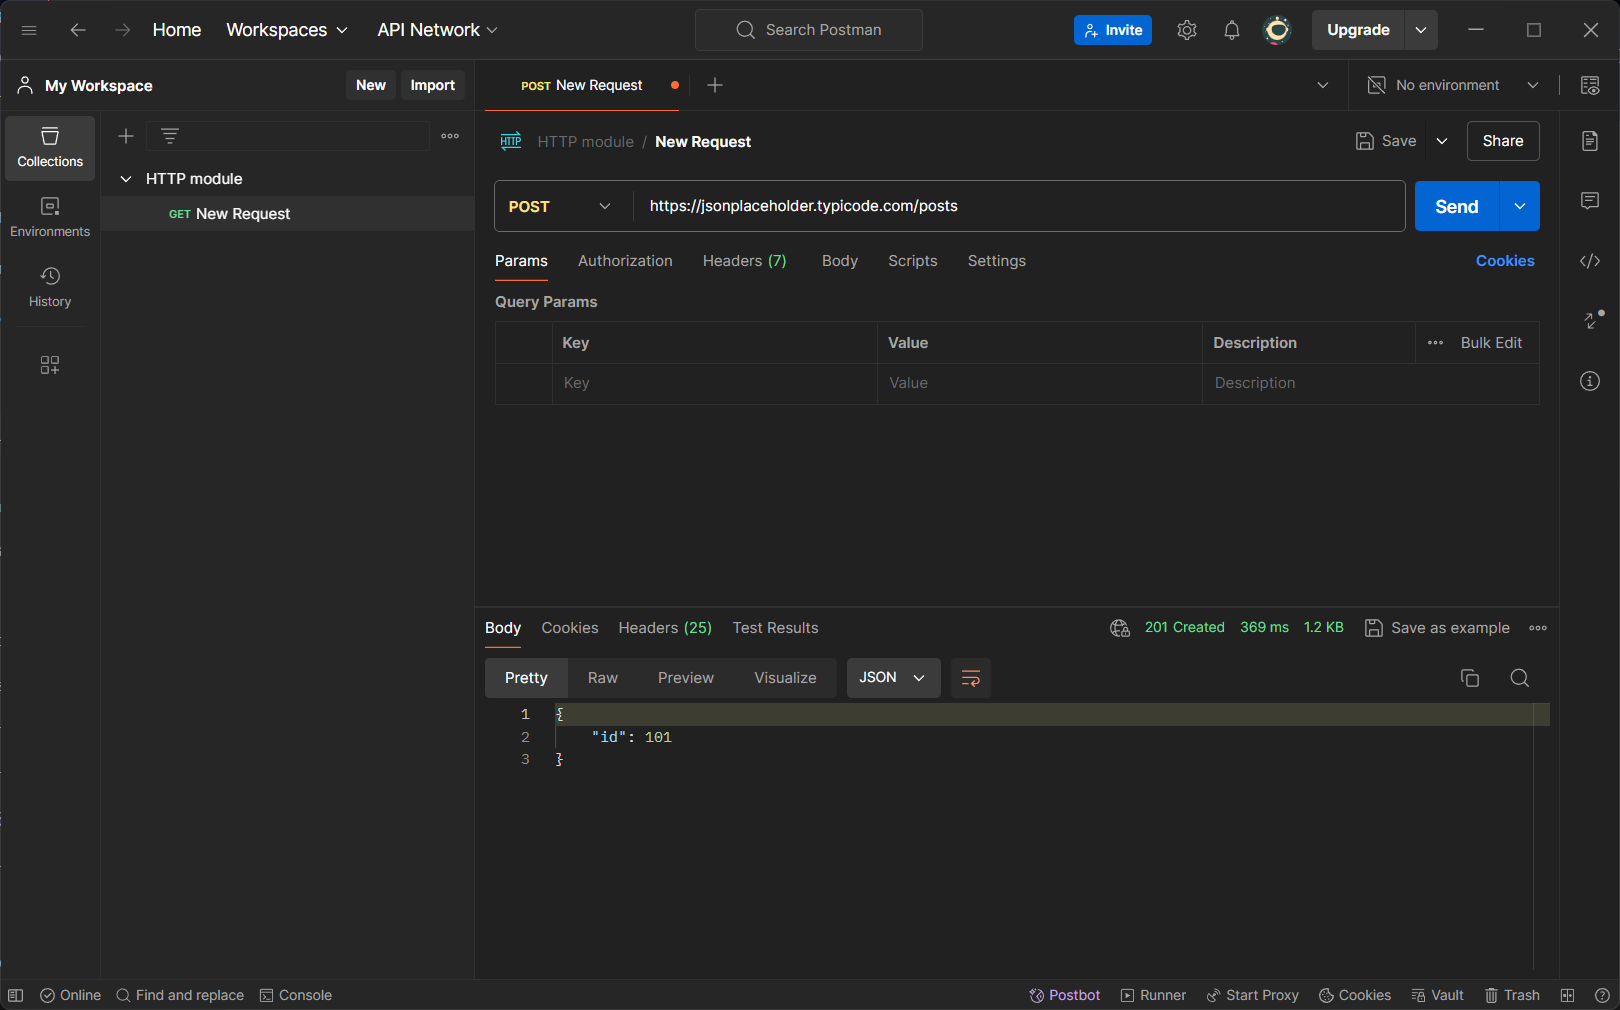 Home Workspaces API Network Search Postman Invite Upgrade
My Workspace New Import POST New Request No environment
Collections
HTTP module
GET New Request
Environments
History
HTTP HTTP module / New Request Save Share
POST https://jsonplaceholder.typicode.com/posts Send
Params Authorization Headers (7) Body Scripts Settings Cookies
Query Params
Key Value Description Bulk Edit
Key Value Description
Body Cookies Headers (25) Test Results 201 Created 369 ms 1.2 KB Save as example
Pretty Raw Preview Visualize JSON
1 {
2 "id": 101
3 }
Online Find and replace Console Postbot Runner Start Proxy Cookies Vault Trash